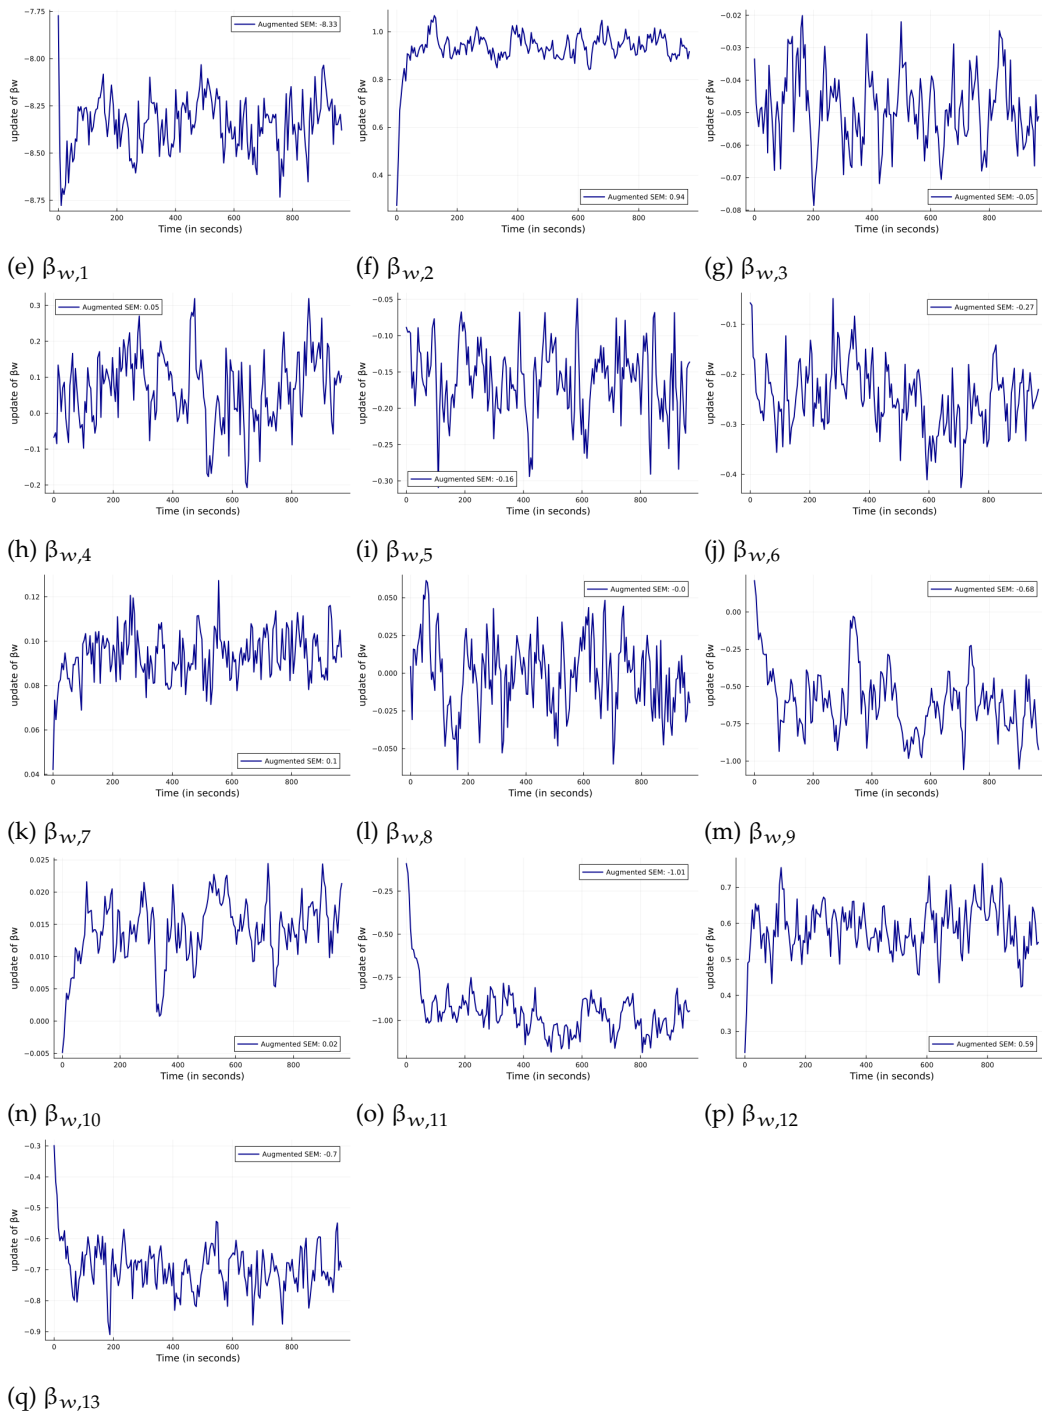 −7.75
−8.00
−8.25
−8.50
−8.75
update of βw
Augmented SEM: -8.33
0 200 400 600 800
Time (in seconds)
(e) βw,1
1.0
0.8
0.6
0.4
update of βw
Augmented SEM: 0.94
0 200 400 600 800
Time (in seconds)
(f) βw,2
−0.02
−0.03
−0.04
−0.05
−0.06
−0.07
−0.08
update of βw
Augmented SEM: -0.05
0 200 400 600 800
Time (in seconds)
(g) βw,3
0.3
0.2
0.1
0.0
−0.1
−0.2
update of βw
Augmented SEM: 0.05
0 200 400 600 800
Time (in seconds)
(h) βw,4
−0.05
−0.10
−0.15
−0.20
−0.25
−0.30
update of βw
Augmented SEM: -0.16
0 200 400 600 800
Time (in seconds)
(i) βw,5
−0.1
−0.2
−0.3
−0.4
update of βw
Augmented SEM: -0.27
0 200 400 600 800
Time (in seconds)
(j) βw,6
0.12
0.10
0.08
0.06
0.04
update of βw
Augmented SEM: 0.1
0 200 400 600 800
Time (in seconds)
(k) βw,7
0.050
0.025
0.000
−0.025
−0.050
update of βw
Augmented SEM: -0.0
0 200 400 600 800
Time (in seconds)
(l) βw,8
0.00
−0.25
−0.50
−0.75
−1.00
update of βw
Augmented SEM: -0.68
0 200 400 600 800
Time (in seconds)
(m) βw,9
0.025
0.020
0.015
0.010
0.005
0.000
−0.005
update of βw
Augmented SEM: 0.02
0 200 400 600 800
Time (in seconds)
(n) βw,10
−0.25
−0.50
−0.75
−1.00
update of βw
Augmented SEM: -1.01
0 200 400 600 800
Time (in seconds)
(o) βw,11
0.7
0.6
0.5
0.4
0.3
update of βw
Augmented SEM: 0.59
0 200 400 600 800
Time (in seconds)
(p) βw,12
−0.3
−0.4
−0.5
−0.6
−0.7
−0.8
−0.9
update of βw
Augmented SEM: -0.7
0 200 400 600 800
Time (in seconds)
(q) βw,13